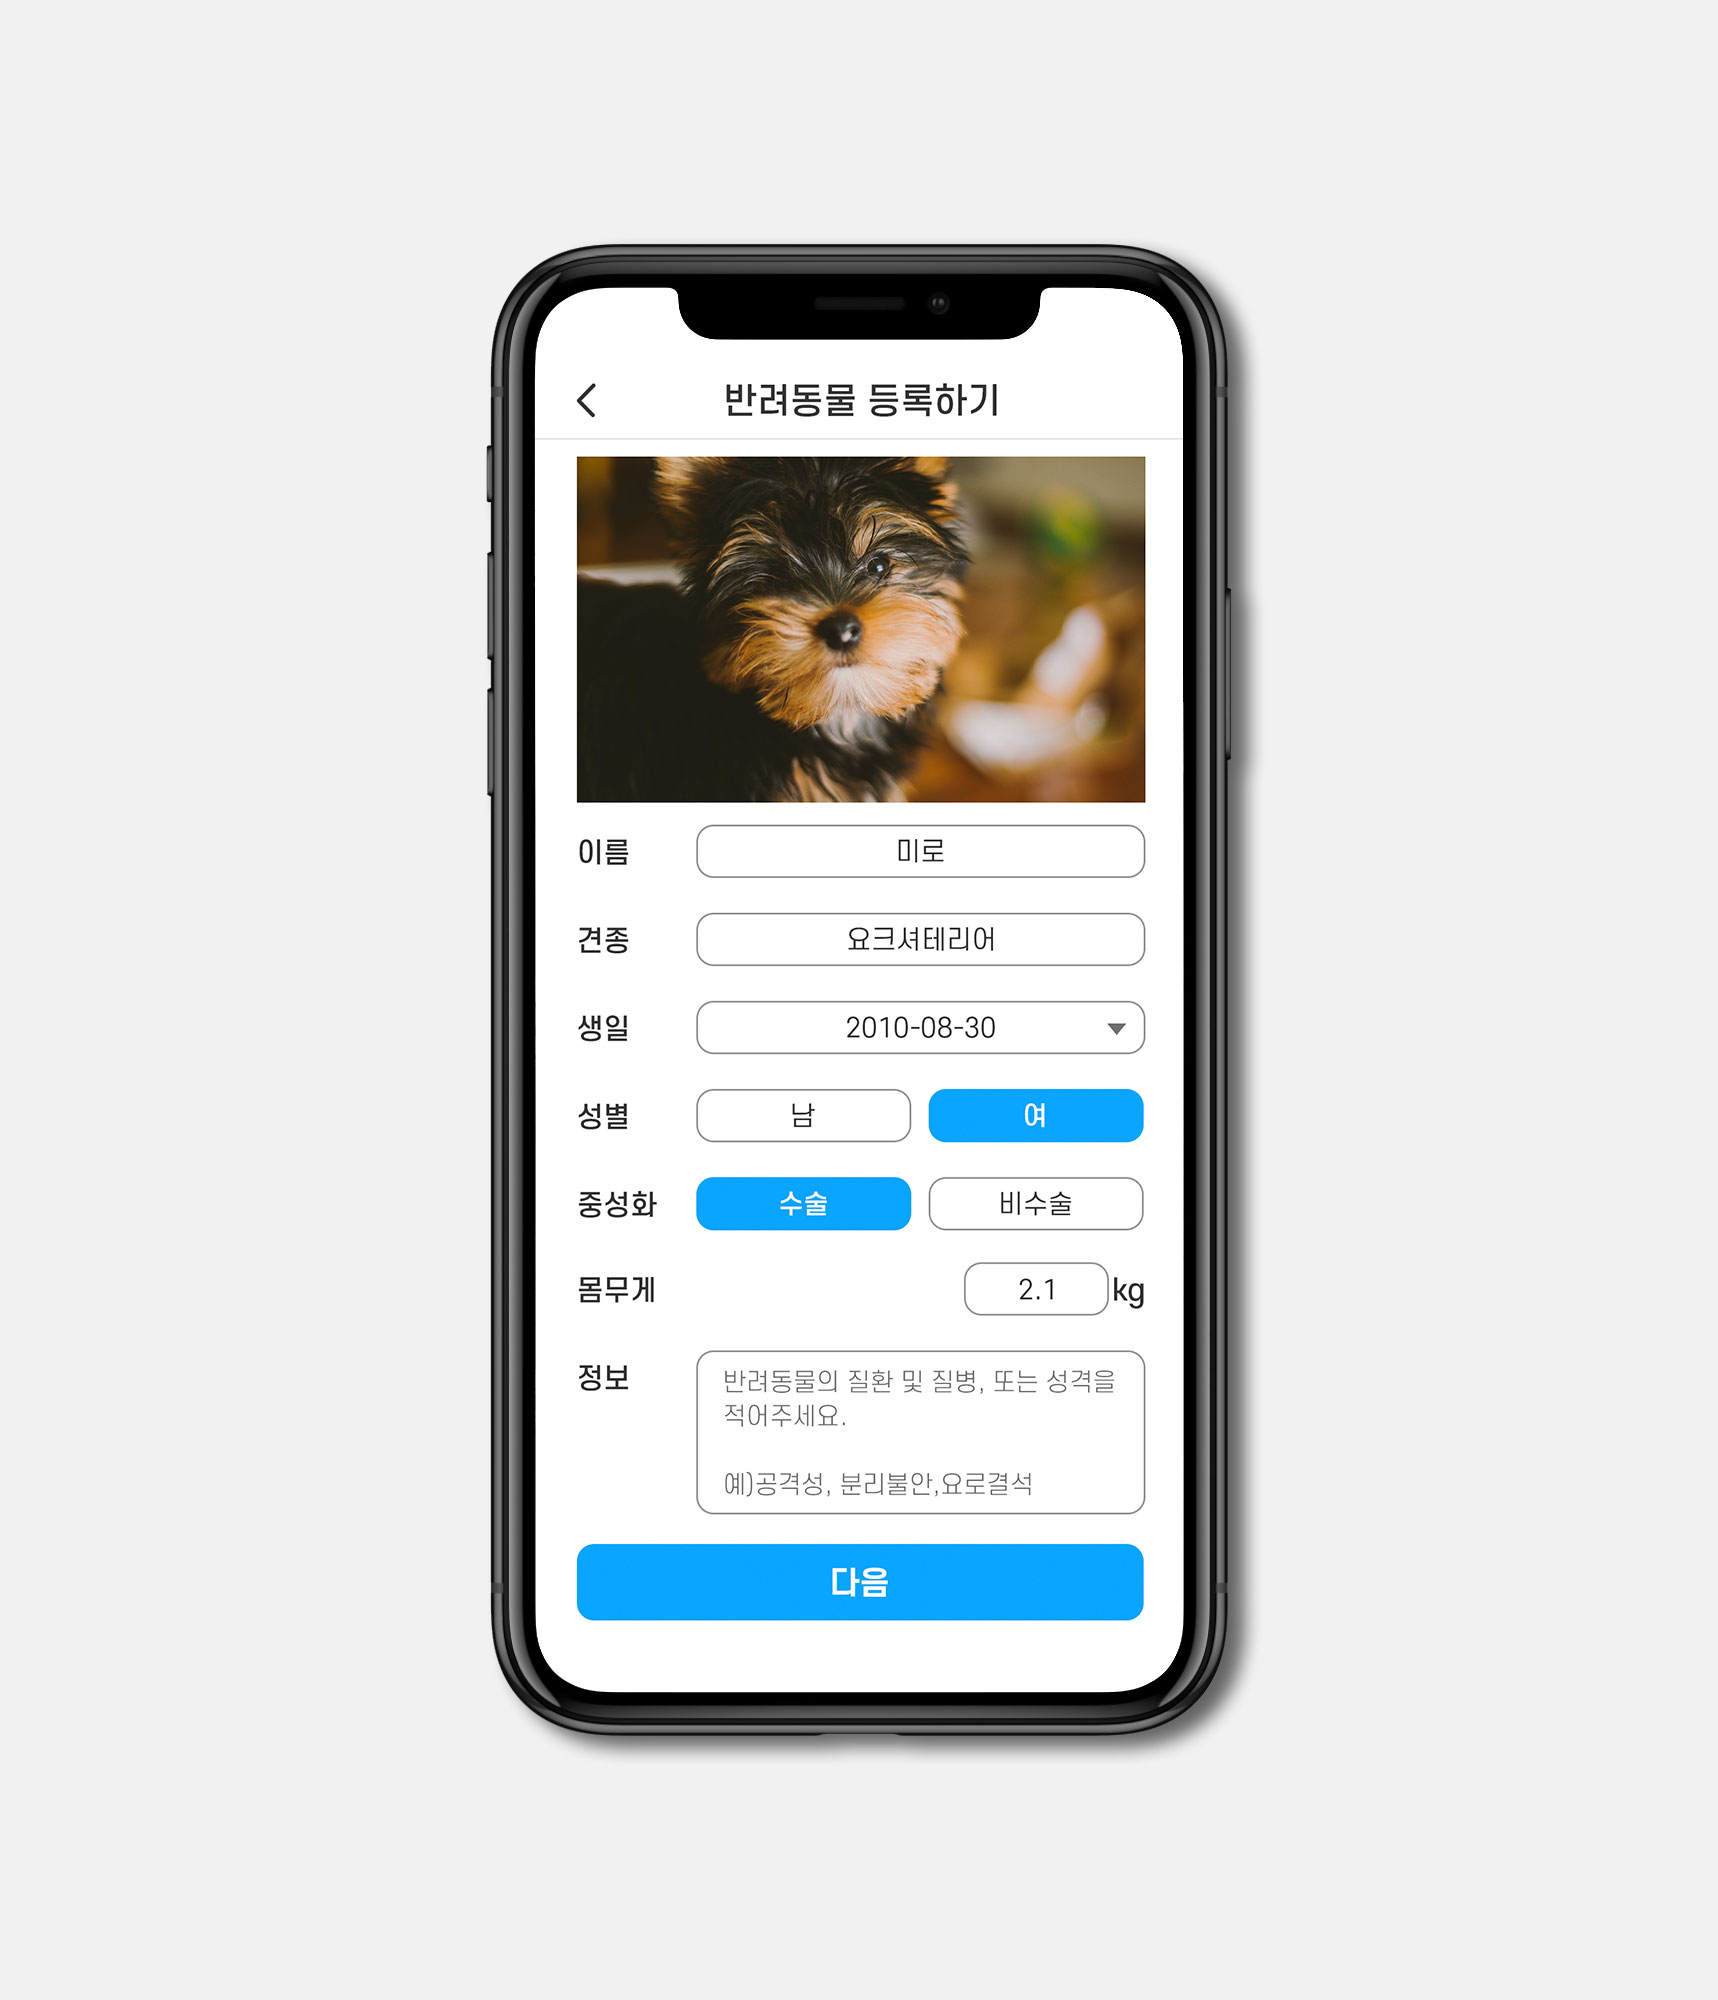 반려동물 등록하기
이름
미로
견종
요크셔테리어
생일
2010-08-30
성별
남
여
중성화
수술
비수술
몸무게
2.1
kg
정보
반려동물의 질환 및 질병, 또는 성격을
적어주세요.
예)공격성, 분리불안,요로결석
다음